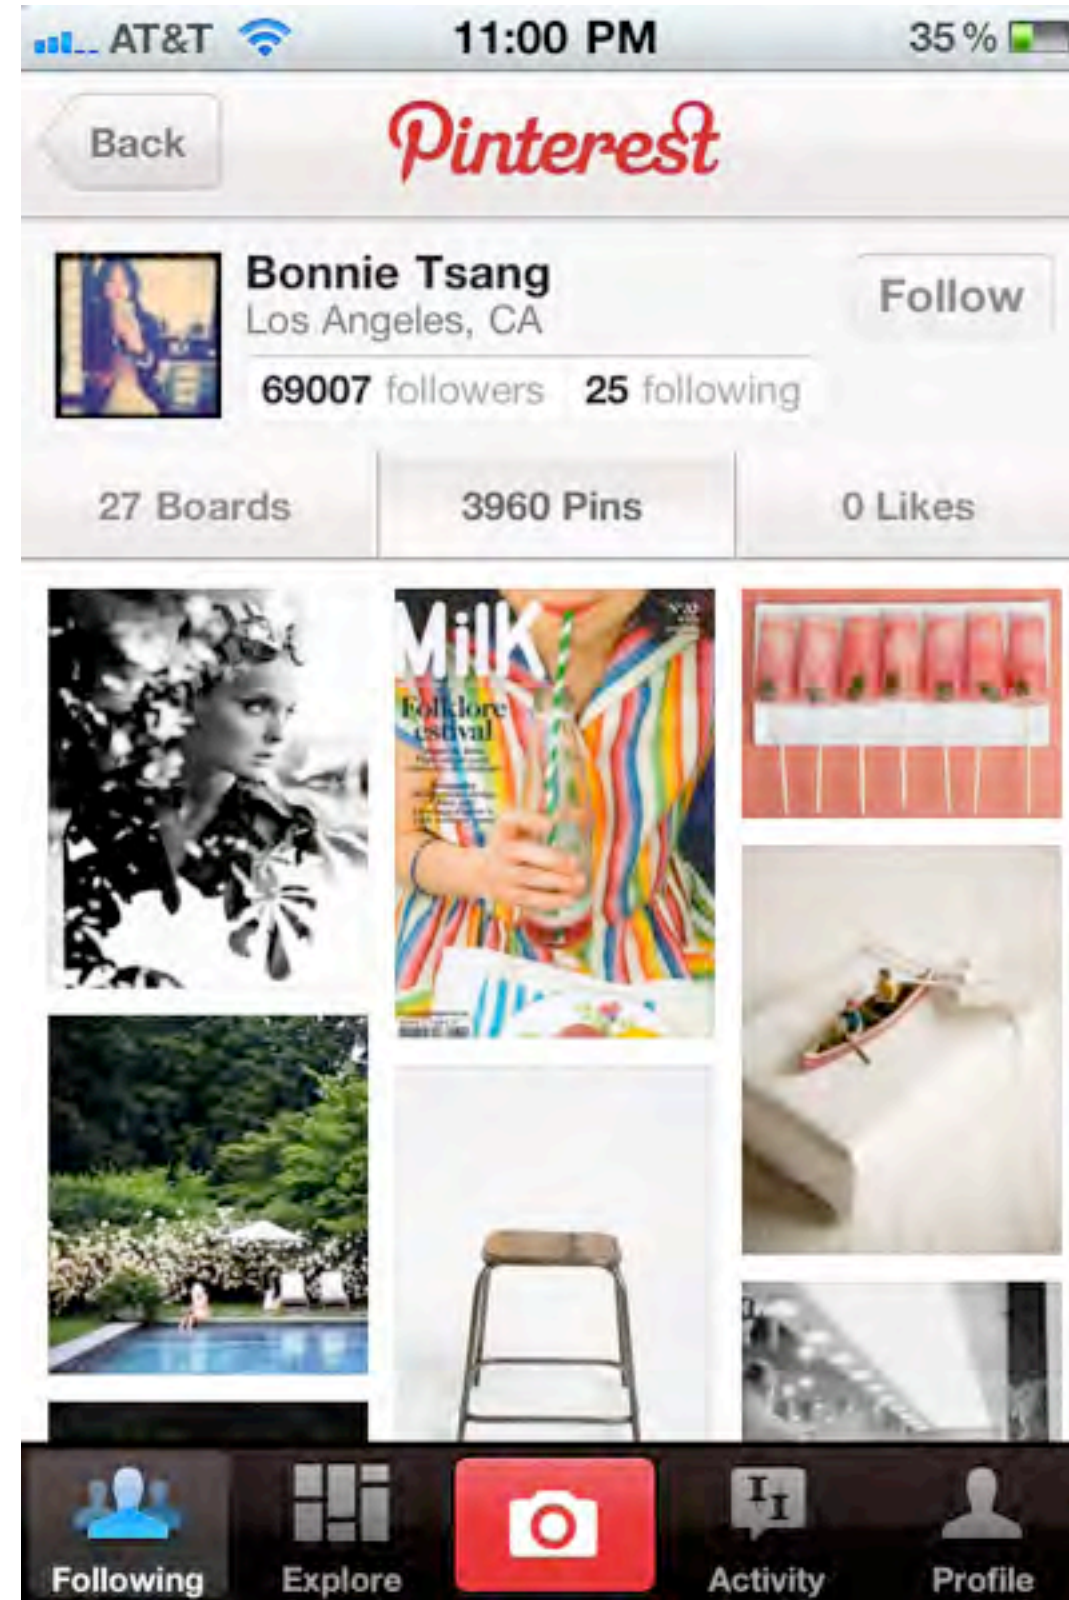 AT&T 11:00 PM 35%
Back Pinterest
Bonnie Tsang
Follow
Los Angeles, CA
69007 followers 25 following
27 Boards 3960 Pins 0 Likes
MilK
Folklore
estival
Following Explore Activity Profile